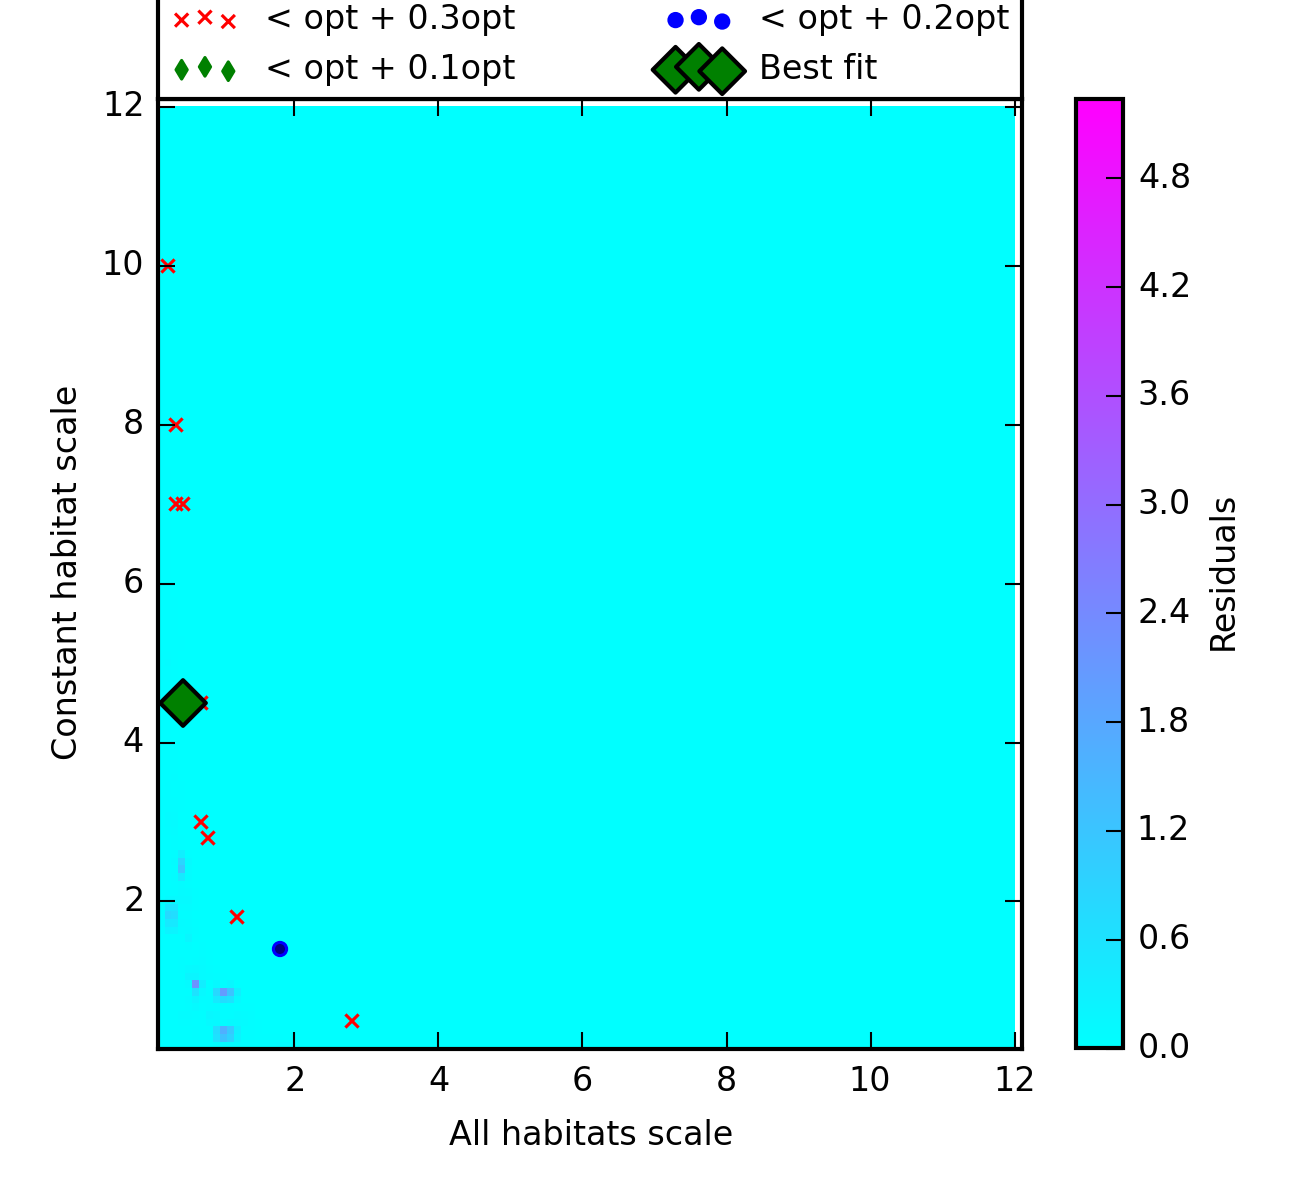 < opt + 0.3opt < opt + 0.2opt
< opt + 0.1opt Best fit
12
10
8
6
4
2
Constant habitat scale
2 4 6 8 10 12
All habitats scale
4.8
4.2
3.6
3.0
2.4
1.8
1.2
0.6
0.0
Residuals